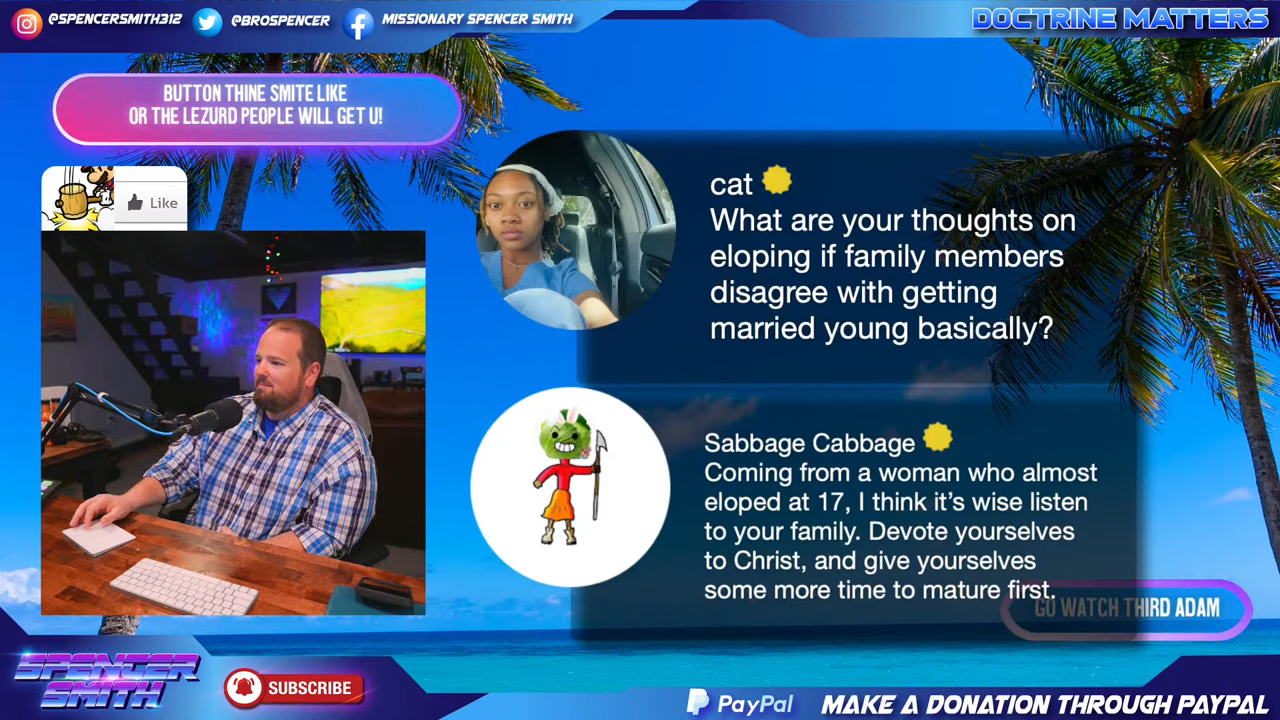 @SPENCERSMITH312
@BROSPENCER
MISSIONARY SPENCER SMITH
DOCTRINE MATTERS
BUTTON THINE SMITE LIKE
OR THE LEZURD PEOPLE WILL GET U!
Like
cat
What are your thoughts on
eloping if family members
disagree with getting
married young basically?
Sabbage Cabbage
Coming from a woman who almost
eloped at 17, I think it’s wise listen
to your family. Devote yourselves
to Christ, and give yourselves
some more time to mature first.
GO WATCH THIRD ADAM
SPENCER
SMITH
SUBSCRIBE
PayPal
MAKE A DONATION THROUGH PAYPAL